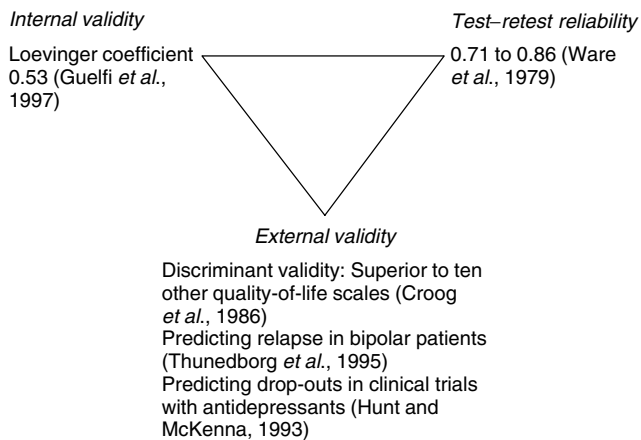 Internal validity
Test–retest reliability
Loevinger coefficient
0.53 (Guelfi et al.,
1997)
0.71 to 0.86 (Ware
et al., 1979)
External validity
Discriminant validity: Superior to ten
other quality-of-life scales (Croog
et al., 1986)
Predicting relapse in bipolar patients
(Thunedborg et al., 1995)
Predicting drop-outs in clinical trials
with antidepressants (Hunt and
McKenna, 1993)